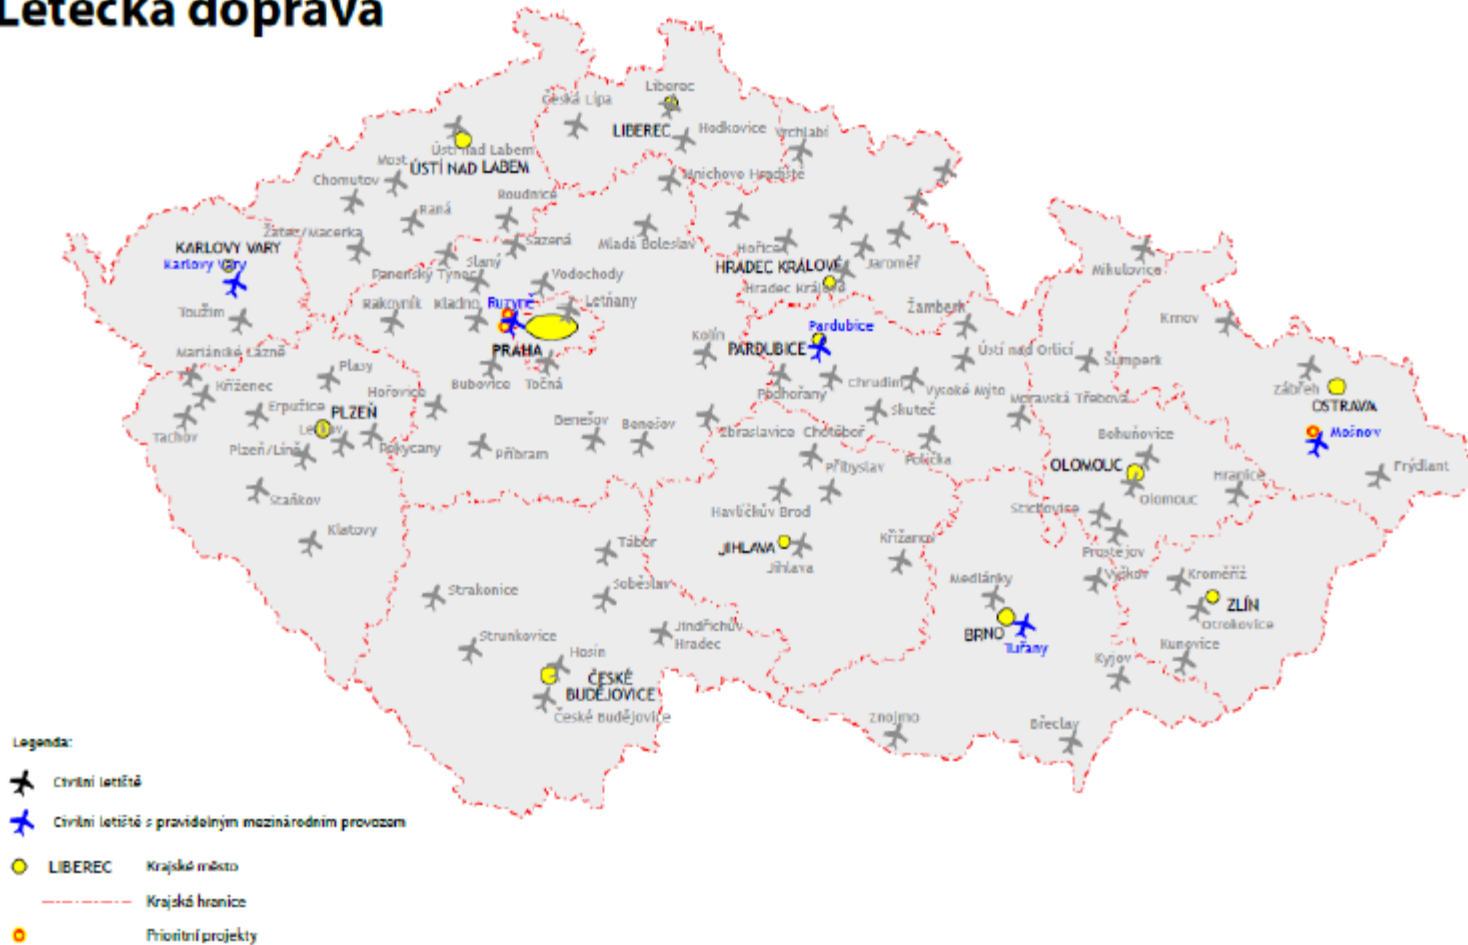 Letecká doprava
Liberec
Česká Lípa
LIBEREC
Hodkovice
Vrchlabí
Ústí nad Labem
Most
ÚSTÍ NAD LABEM
Mnichovo Hradiště
Chomutov
Roudnice
Raná
Žatec/Macerka
Sazená
Mladá Boleslav
Hořice
KARLOVY VARY
Karlovy Vary
Slaný
Panenský Týnec
Vodochody
HRADEC KRÁLOVÉ
Jaroměř
Hradec Králové
Mikulovice
Toužim
Rakovník
Kladno
Ruzyně
Letňany
Žamberk
Krnov
Kolín
Pardubice
PARDUBICE
PRAHA
Mariánské Lázně
Plasy
Ústí nad Orlicí
Šumperk
Kříženec
Hořovice
Bubovice
Točná
Podhořany
Chrudim
Vysoké Mýto
Zábřeh
Moravská Třebová
Erpužice
PLZEŇ
Skuteč
OSTRAVA
Tachov
Benešov
Benešov
Zbraslavice
Chotěboř
Bohuňovice
Mošnov
Plzeň/Líně
Rokycany
Příbram
Polička
Přibyslav
OLOMOUC
Frýdlant
Hranice
Staňkov
Havlíčkův Brod
Olomouc
Stichovice
Klatovy
Tábor
JIHLAVA
Jihlava
Křižanov
Prostějov
Strakonice
Soběslav
Medlánky
Vyškov
Kroměříž
ZLÍN
Otrokovice
Strunkovice
Jindřichův
Hradec
BRNO
Tuřany
Kunovice
Hosín
ČESKÉ
BUDĚJOVICE
Kyjov
České Budějovice
Znojmo
Břeclav
Legenda:
Civilní letiště
Civilní letiště s pravidelným mezinárodním provozem
LIBEREC
Krajské město
Krajská hranice
Prioritní projekty